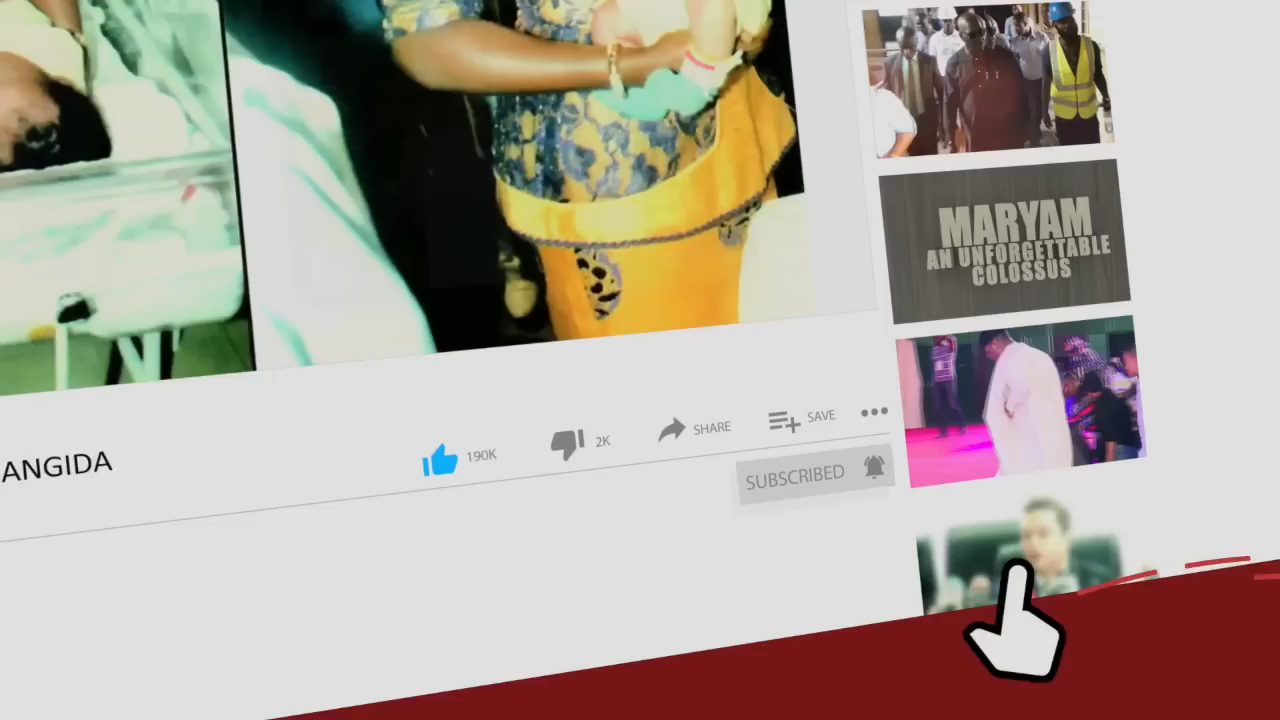 MARYAM
AN UNFORGETTABLE
COLOSSUS
ANGIDA
190K
2K
SHARE
SAVE
SUBSCRIBED